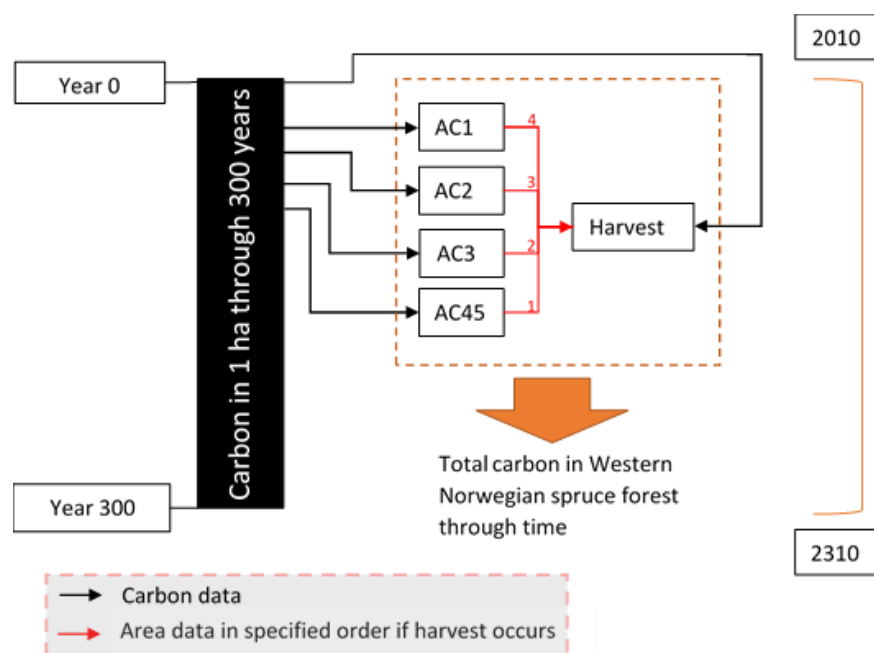 2010
Year 0
Carbon in 1 ha through 300 years
AC1
4
AC2
3
Harvest
AC3
2
AC45
1
Total carbon in Western
Norwegian spruce forest
through time
Year 300
2310
Carbon data
Area data in specified order if harvest occurs